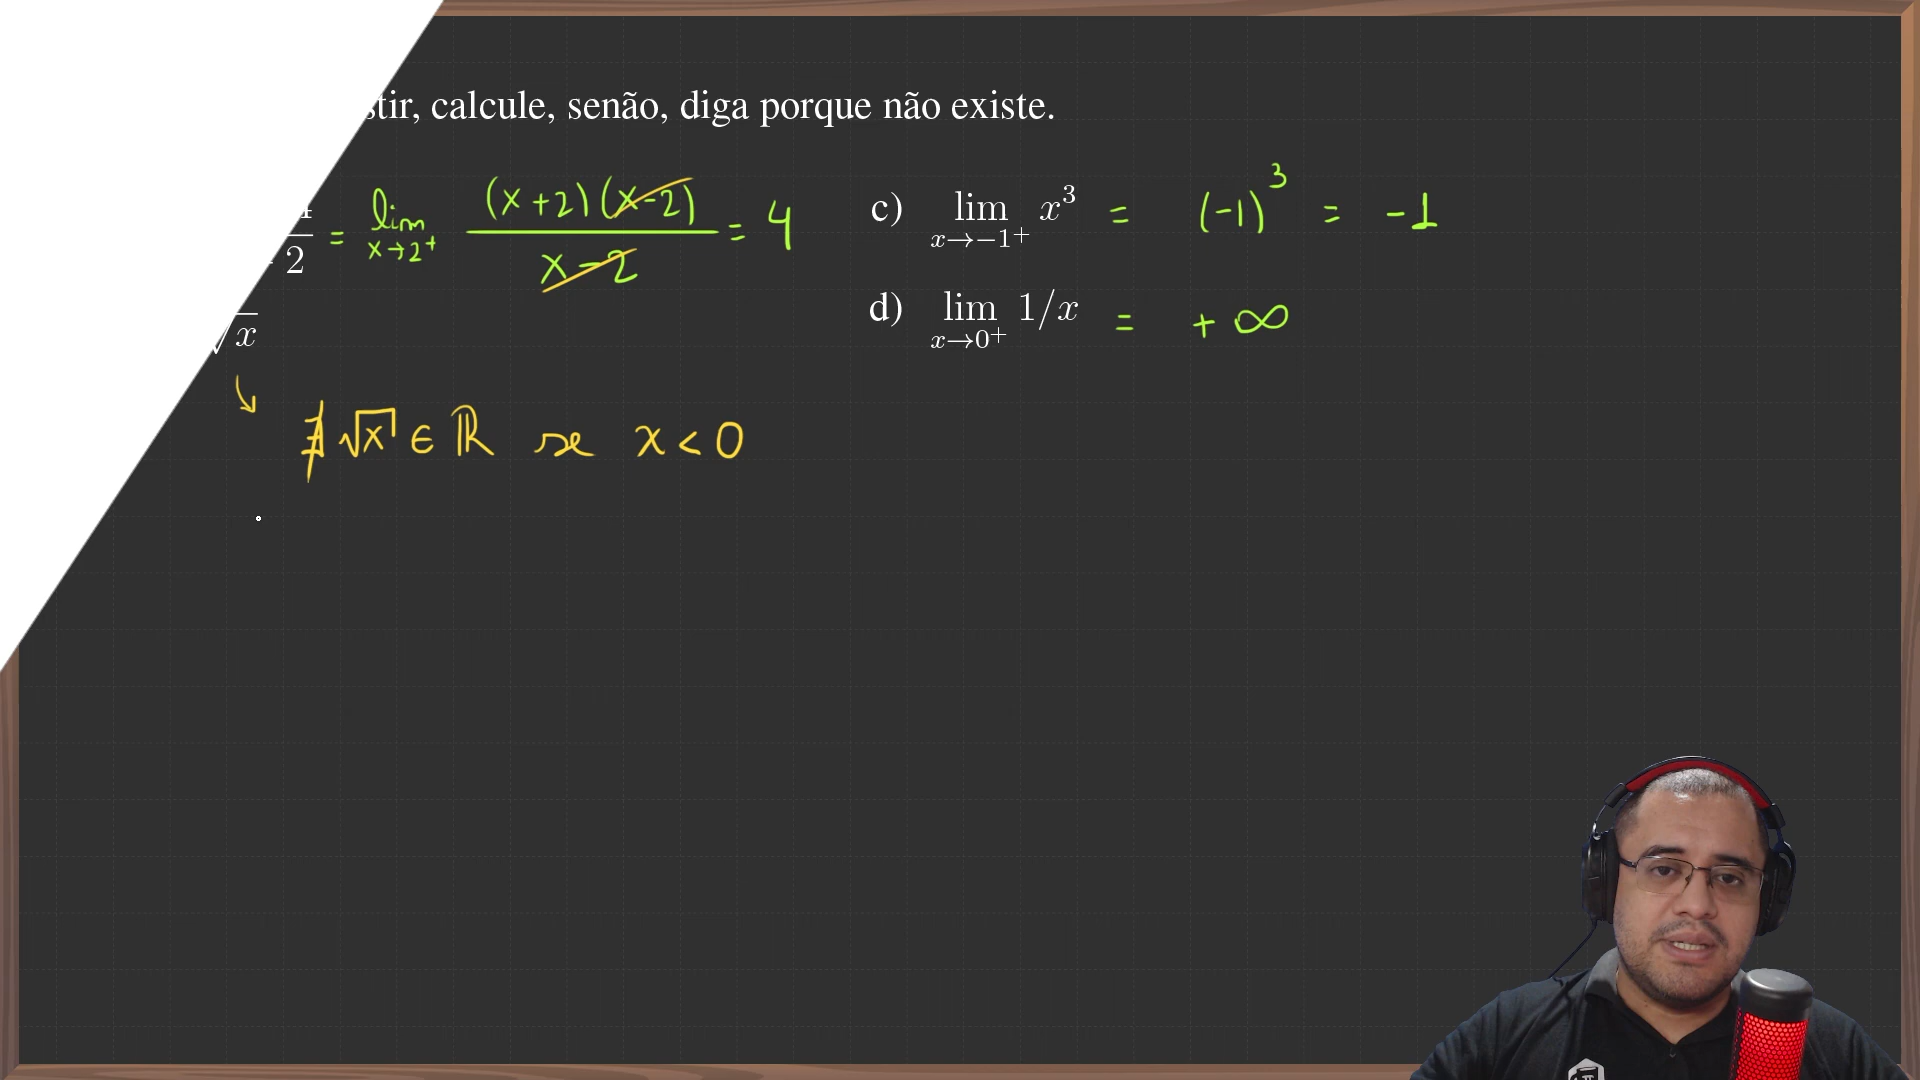 stir, calcule, senão, diga porque não existe.
2 = lim x→2⁺ (x+2)(x-2) / x-2 = 4
√x
∄ √x ∈ ℝ se x < 0
c) lim x→−1⁺ x³ = (-1)³ = -1
d) lim x→0⁺ 1/x = + ∞